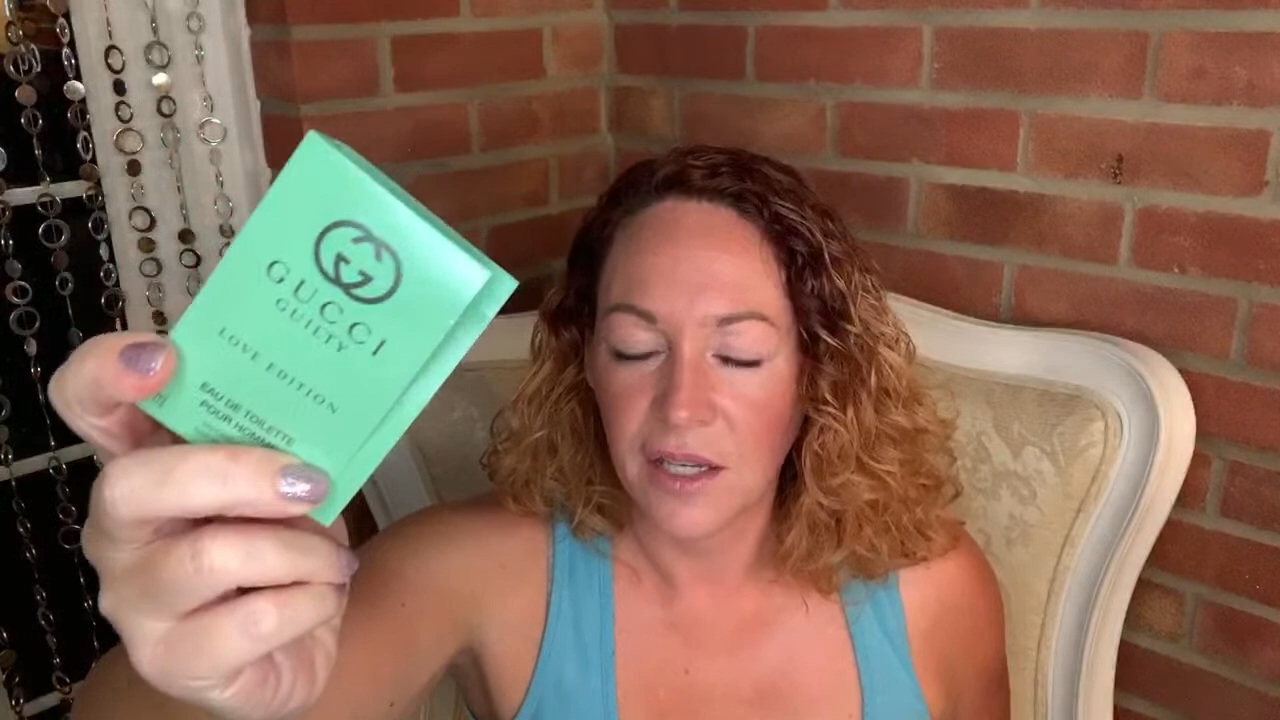 GUCCI
GUILTY
LOVE EDITION
EAU DE TOILETTE
POUR HOMME